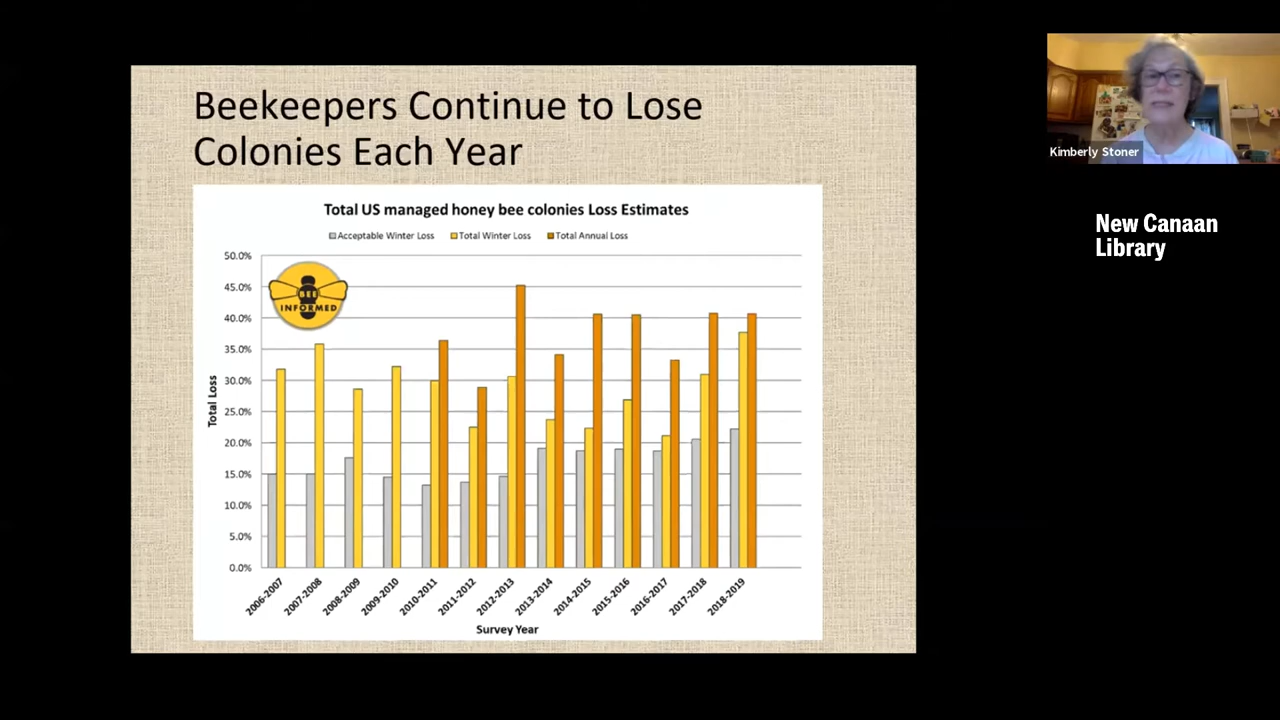 Beekeepers Continue to Lose
Colonies Each Year
Total US managed honey bee colonies Loss Estimates
Acceptable Winter Loss Total Winter Loss Total Annual Loss
50.0%
45.0%
40.0%
35.0%
30.0%
25.0%
20.0%
15.0%
10.0%
5.0%
0.0%
BEE
INFORMED
Total Loss
2006-2007 2007-2008 2008-2009 2009-2010 2010-2011 2011-2012 2012-2013 2013-2014 2014-2015 2015-2016 2016-2017 2017-2018 2018-2019
Survey Year
Kimberly Stoner
New Canaan
Library